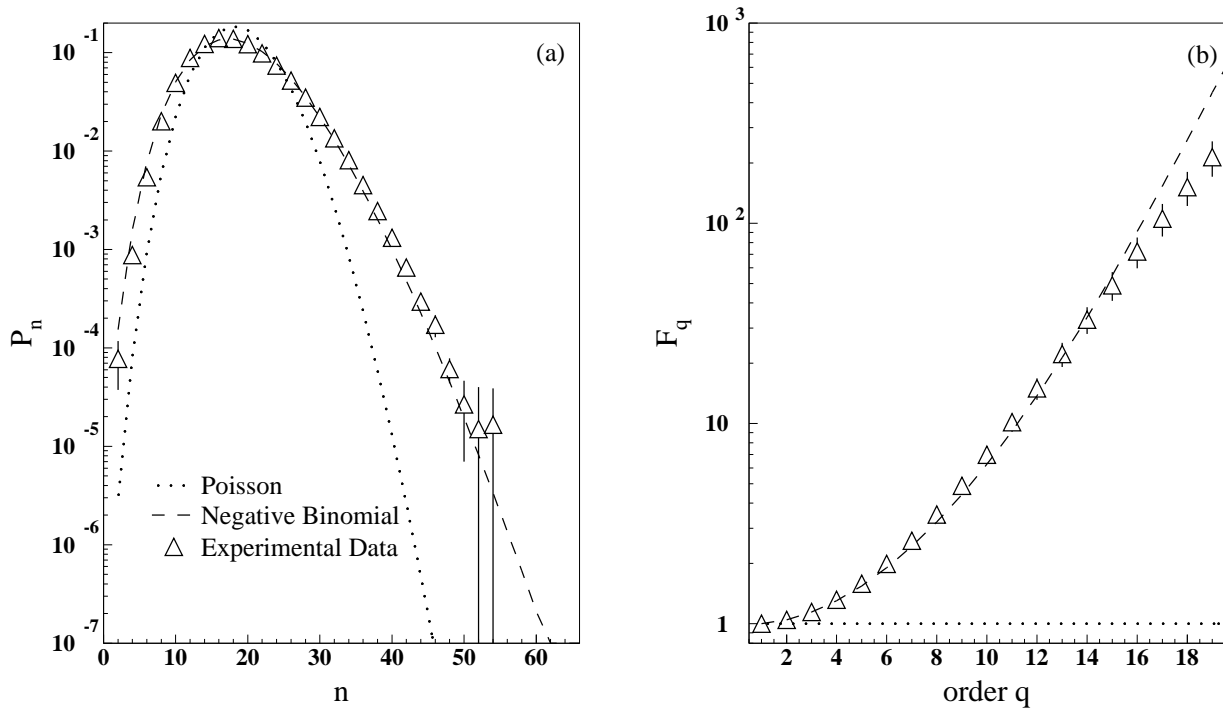 (a)
10 -1
10 -2
10 -3
10 -4
10 -5
10 -6
10 -7
P n
Poisson
Negative Binomial
Experimental Data
0 10 20 30 40 50 60
n
(b)
10 3
10 2
10
1
F q
2 4 6 8 10 12 14 16 18
order q